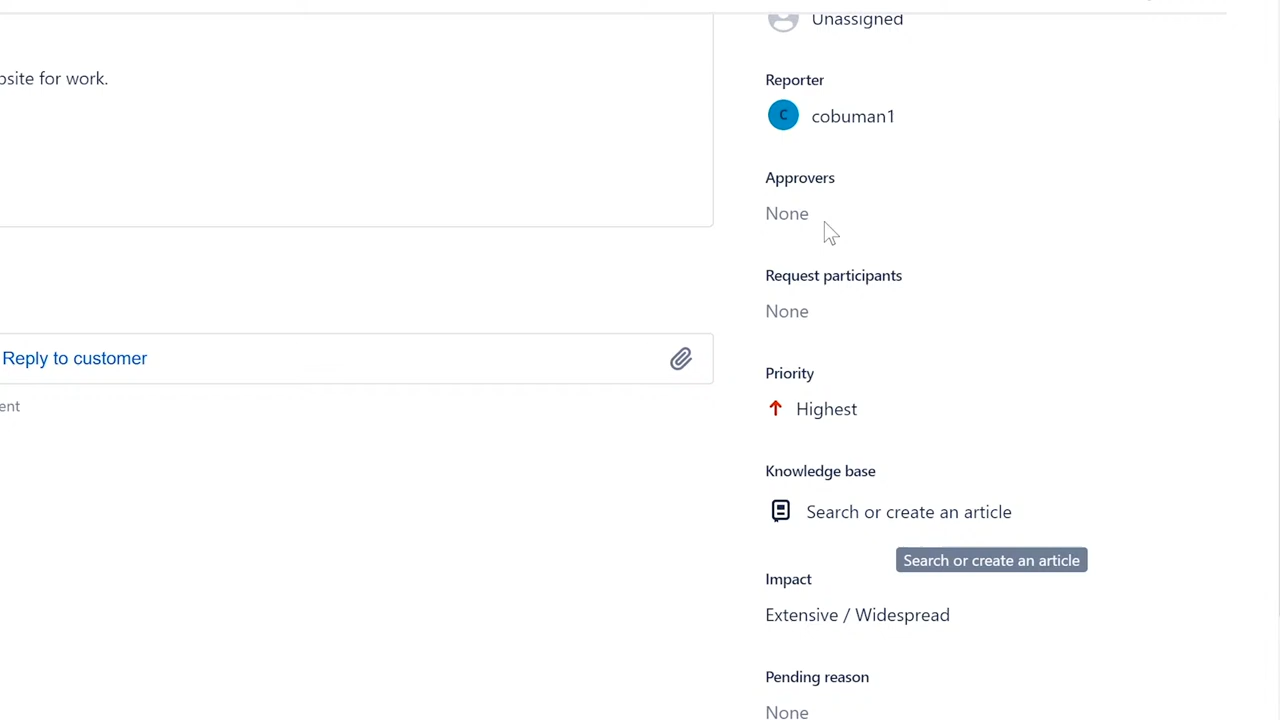 Unassigned
osite for work.
Reporter
C cobuman1
Approvers
None
Request participants
None
Reply to customer
ent
Priority
Highest
Knowledge base
Search or create an article
Search or create an article
Impact
Extensive / Widespread
Pending reason
None